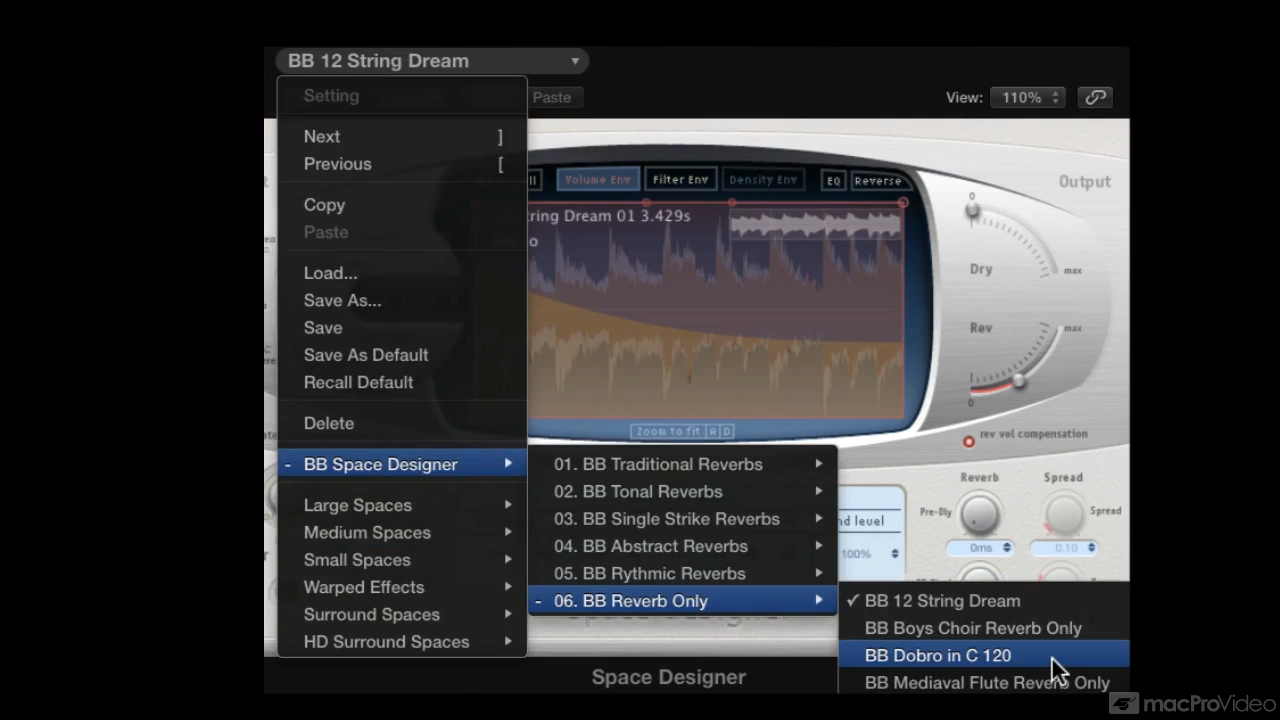 BB 12 String Dream
Setting
Paste
View: 110%
Next ]
Previous [
Copy
Paste
Load...
Save As...
Save
Save As Default
Recall Default
Delete
- BB Space Designer
Large Spaces
Medium Spaces
Small Spaces
Warped Effects
Surround Spaces
HD Surround Spaces
Volume Env
Filter Env
Density Env
EQ
Reverse
tring Dream 01 3.429s
o
Zoom to fit A D
Output
0
Dry
max
Rev
max
0
rev vol compensation
Reverb
Spread
Pre-Dly
Spread
0ms
0.10
nd level
100%
01. BB Traditional Reverbs
02. BB Tonal Reverbs
03. BB Single Strike Reverbs
04. BB Abstract Reverbs
05. BB Rythmic Reverbs
- 06. BB Reverb Only
✓ BB 12 String Dream
BB Boys Choir Reverb Only
BB Dobro in C 120
BB Mediaval Flute Reverb Only
Space Designer
macProVideo